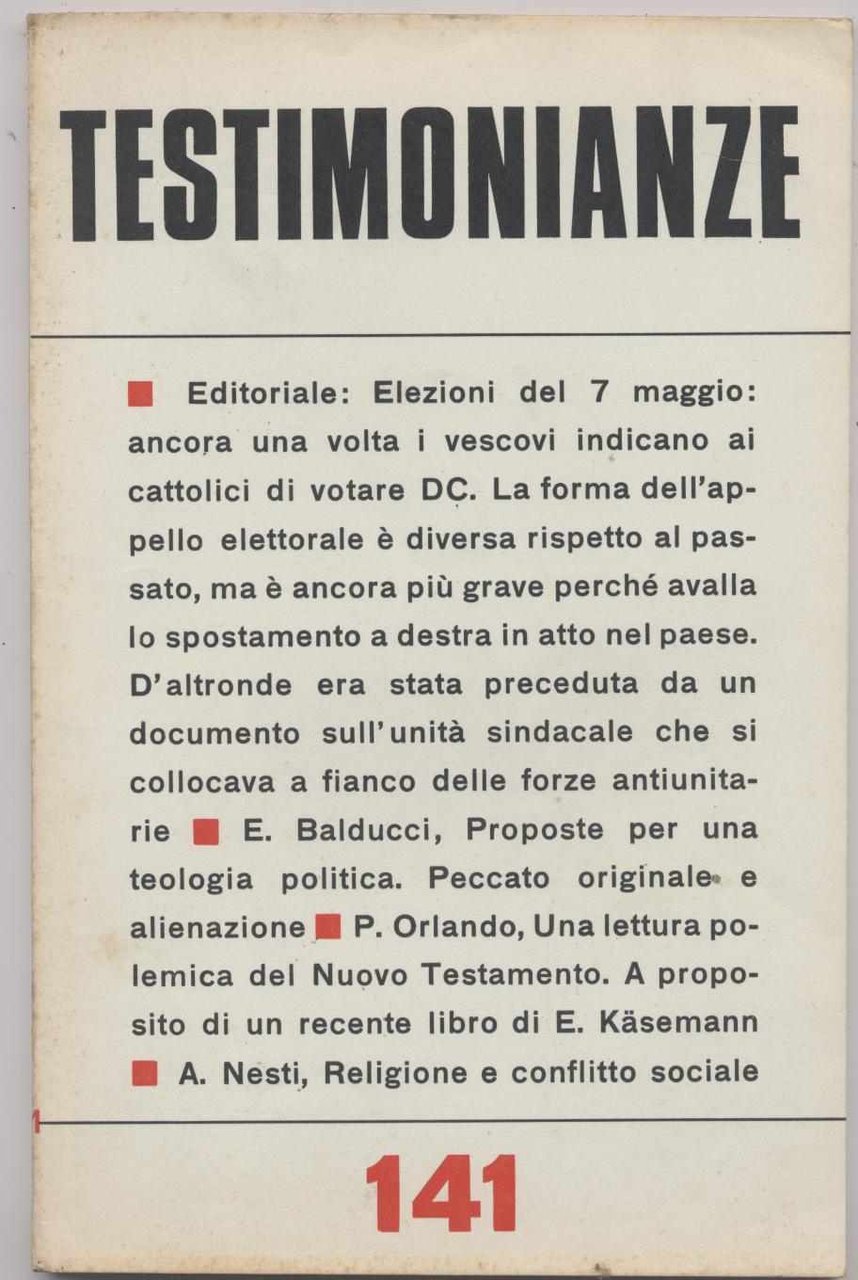 TESTIMONIANZE
■ Editoriale: Elezioni del 7 maggio:
ancora una volta i vescovi indicano ai
cattolici di votare DC. La forma dell'ap-
pello elettorale è diversa rispetto al pas-
sato, ma è ancora più grave perché avalla
lo spostamento a destra in atto nel paese.
D'altronde era stata preceduta da un
documento sull'unità sindacale che si
collocava a fianco delle forze antiunita-
rie ■ E. Balducci, Proposte per una
teologia politica. Peccato originale e
alienazione ■ P. Orlando, Una lettura po-
lemica del Nuovo Testamento. A propo-
sito di un recente libro di E. Käsemann
■ A. Nesti, Religione e conflitto sociale
141